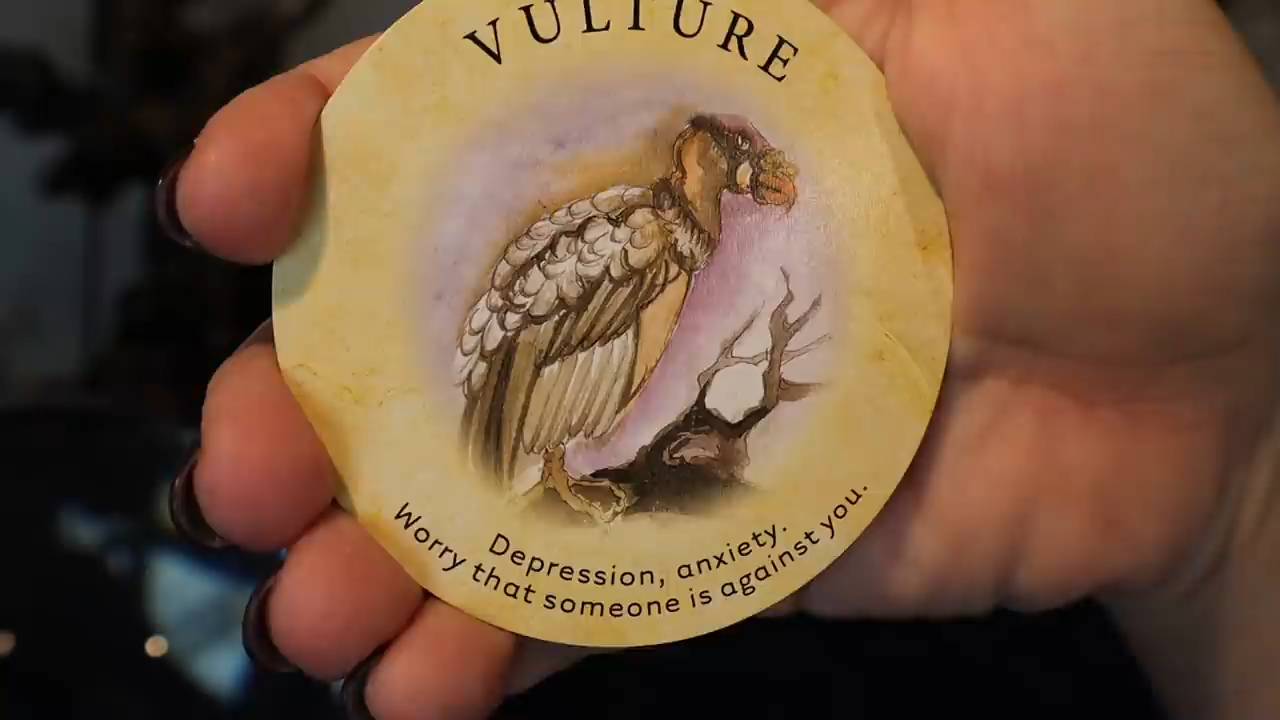 VULTURE
Depression, anxiety.
Worry that someone is against you.